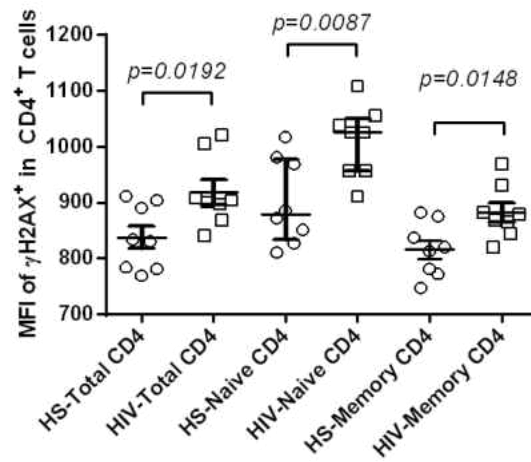 MFI of γH2AX⁺ in CD4⁺ T cells
1200
1100
1000
900
800
700
p=0.0192
p=0.0087
p=0.0148
HS-Total CD4
HIV-Total CD4
HS-Naive CD4
HIV-Naive CD4
HS-Memory CD4
HIV-Memory CD4